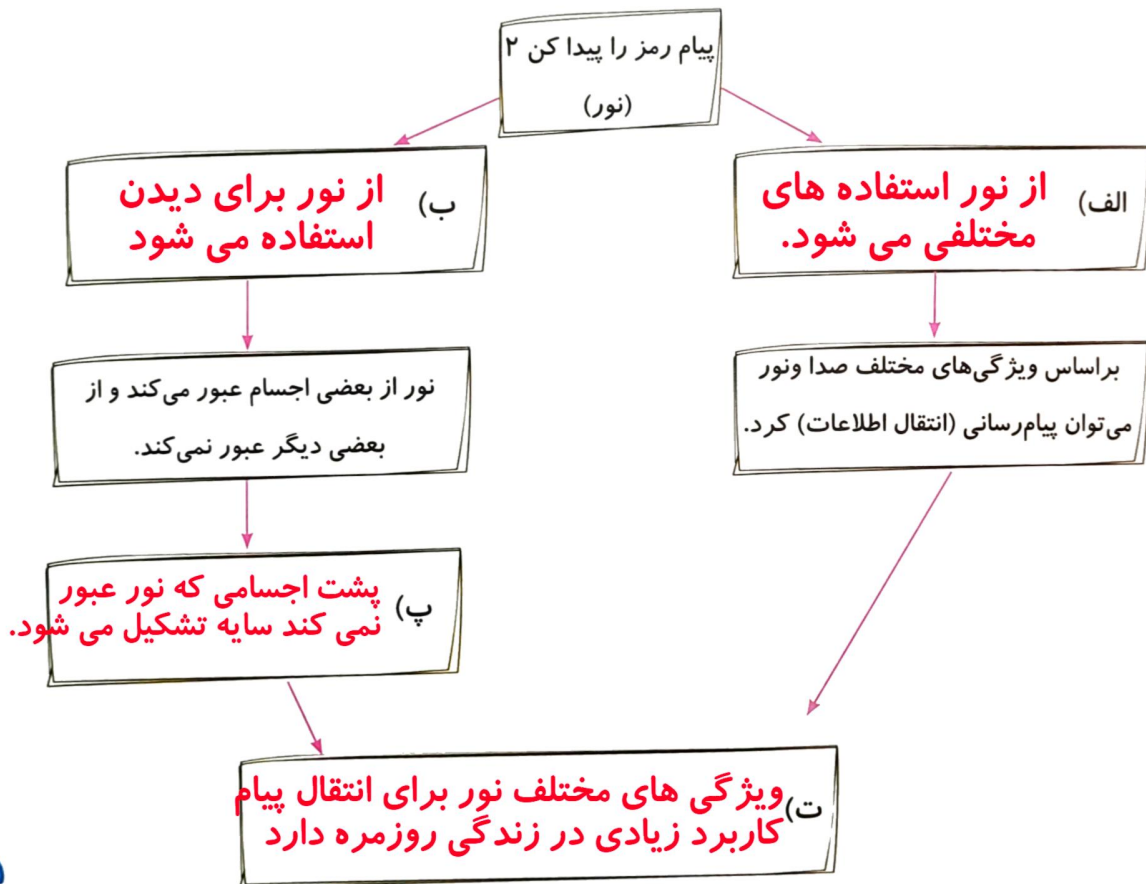 پیام رمز را پیدا کن ۲
(نور)
الف) از نور استفاده های
مختلفی می شود.
ب) از نور برای دیدن
استفاده می شود
براساس ویژگی‌های مختلف صدا ونور
می‌توان پیام‌رسانی (انتقال اطلاعات) کرد.
نور از بعضی اجسام عبور می‌کند و از
بعضی دیگر عبور نمی‌کند.
پ) پشت اجسامی که نور عبور
نمی کند سایه تشکیل می شود.
ت) ویژگی های مختلف نور برای انتقال پیام
کاربرد زیادی در زندگی روزمره دارد